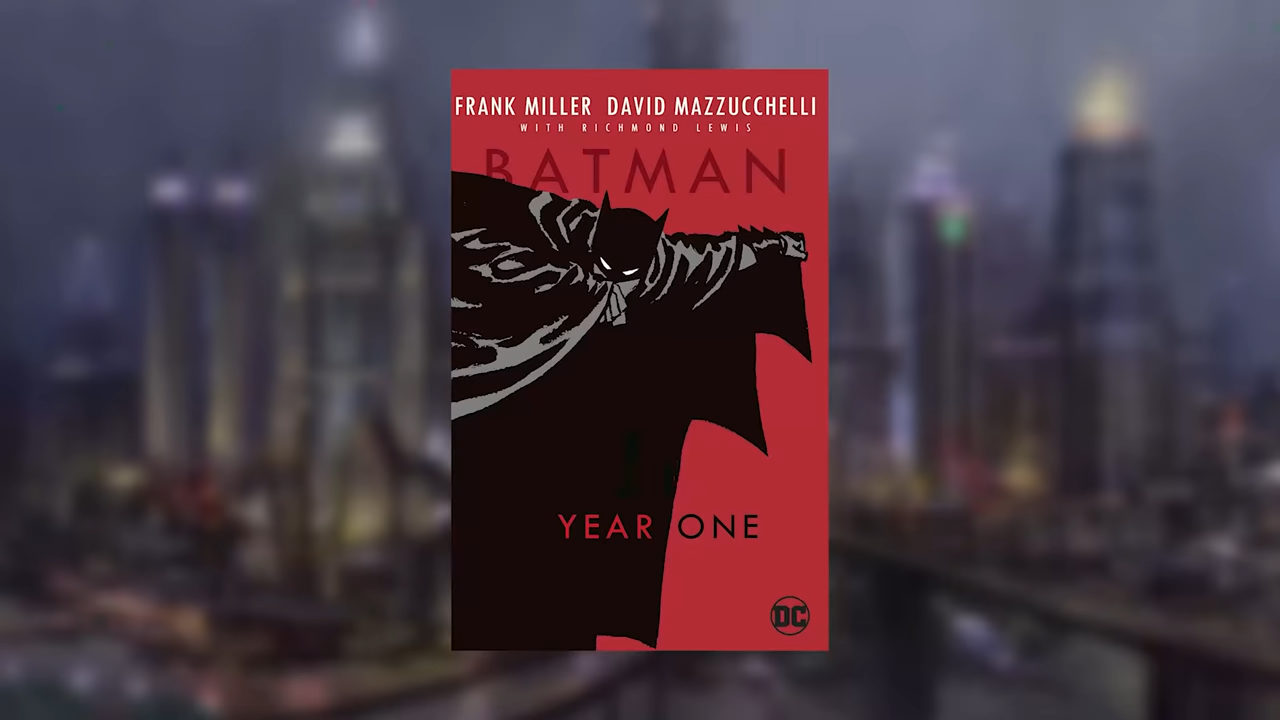 FRANK MILLER DAVID MAZZUCCHELLI
WITH RICHMOND LEWIS
BATMAN
YEAR ONE
DC